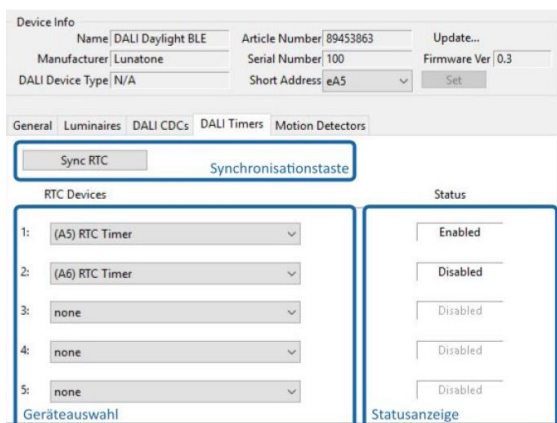 Device Info
Name DALI Daylight BLE Article Number 89453863 Update...
Manufacturer Lunatone Serial Number 100 Firmware Ver 0.3
DALI Device Type N/A Short Address eA5 Set
General Luminaires DALI CDCs DALI Timers Motion Detectors
Sync RTC Synchronisationstaste
RTC Devices Status
1: (A5) RTC Timer Enabled
2: (A6) RTC Timer Disabled
3: none Disabled
4: none Disabled
5: none Disabled
Geräteauswahl Statusanzeige